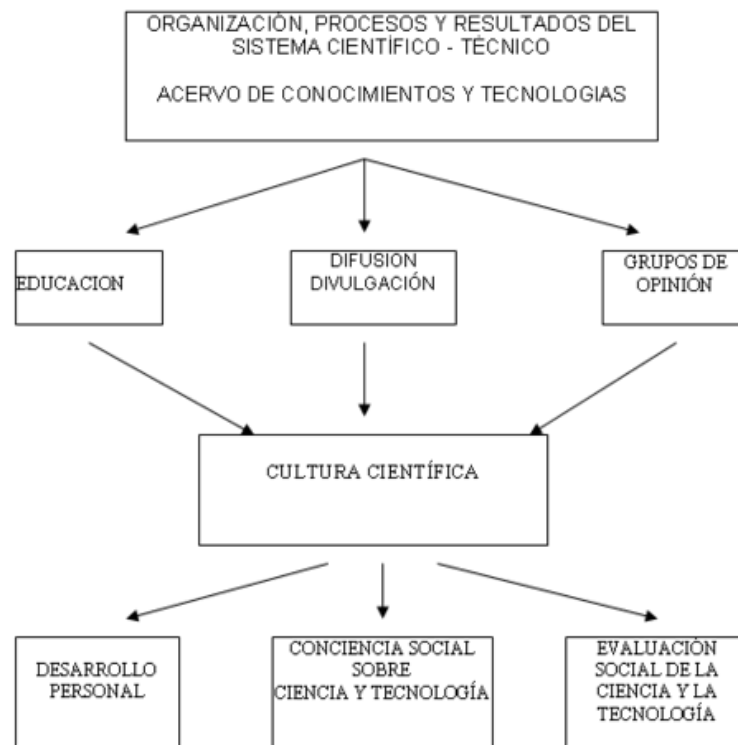 ORGANIZACIÓN, PROCESOS Y RESULTADOS DEL
SISTEMA CIENTÍFICO - TÉCNICO
ACERVO DE CONOCIMIENTOS Y TECNOLOGIAS
EDUCACION
DIFUSION
DIVULGACIÓN
GRUPOS DE
OPINIÓN
CULTURA CIENTÍFICA
DESARROLLO
PERSONAL
CONCIENCIA SOCIAL
SOBRE
CIENCIA Y TECNOLOGÍA
EVALUACIÓN
SOCIAL DE LA
CIENCIA Y LA
TECNOLOGÍA